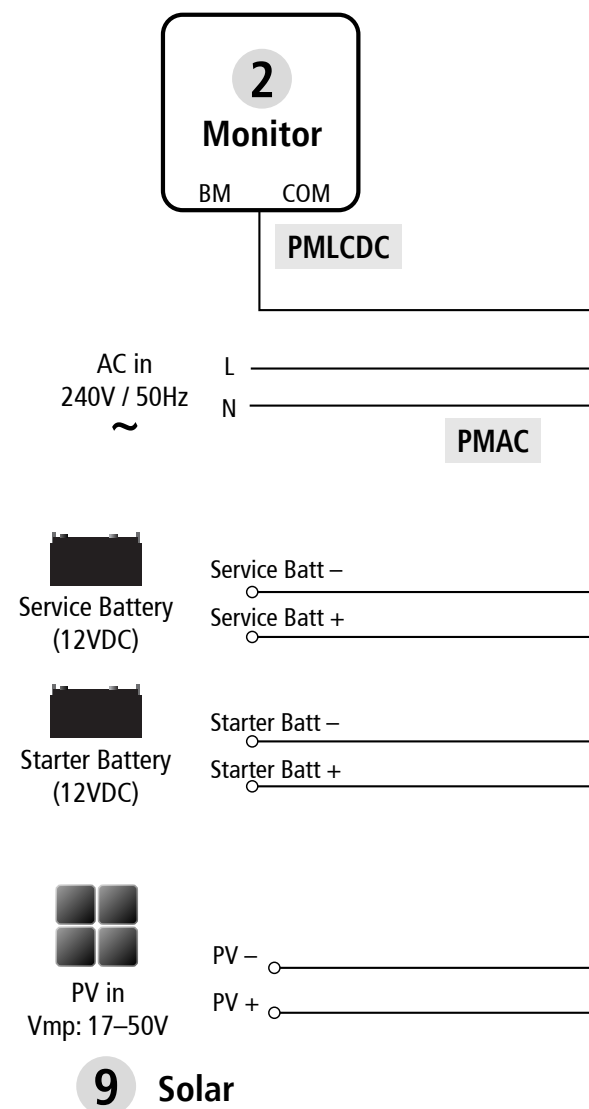 2
Monitor
BM COM
PMLCDC
AC in
240V / 50Hz
~
L
N
PMAC
Service Battery
(12VDC)
Service Batt –
Service Batt +
Starter Battery
(12VDC)
Starter Batt –
Starter Batt +
PV in
Vmp: 17–50V
PV –
PV +
9 Solar